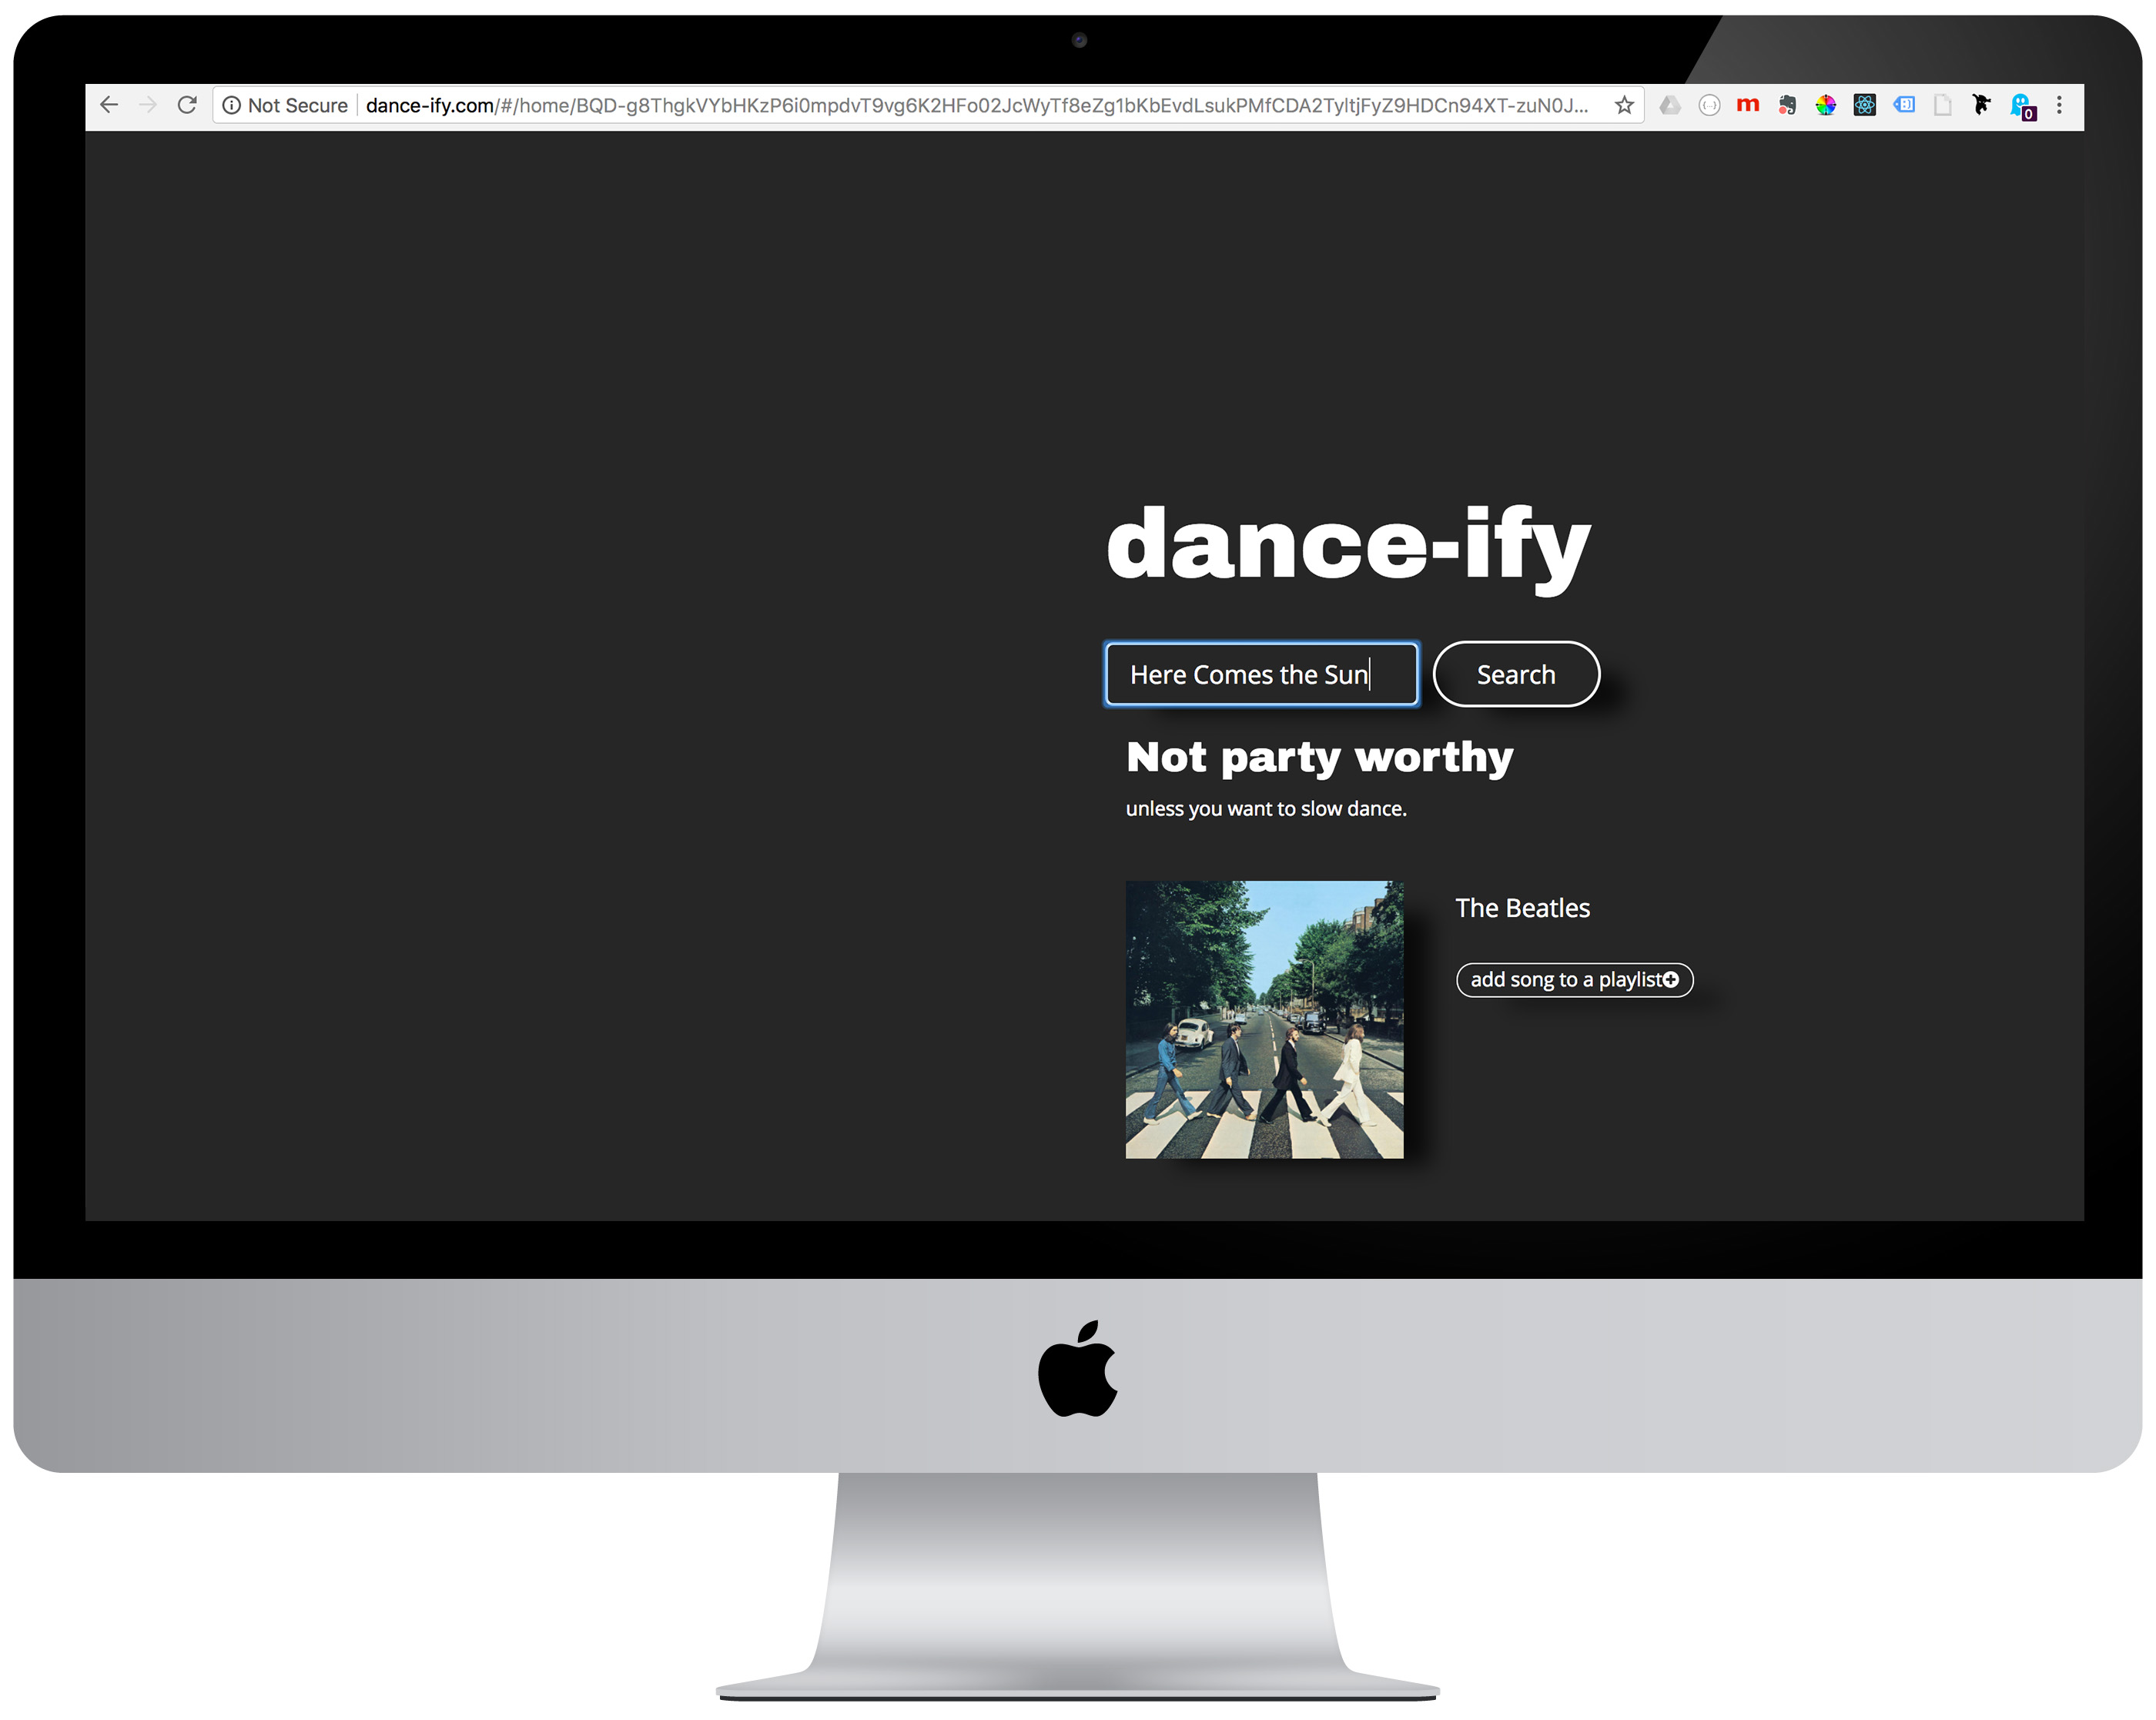 Not Secure dance-ify.com/#/home/BQD-g8ThgkVYbHKzP6i0mpdvT9vg6K2HFo02JcWyTf8eZg1bKbEvdLsukPMfCDA2TyltjFyZ9HDCn94XT-zuN0J...
m
0
dance-ify
Here Comes the Sun Search
Not party worthy
unless you want to slow dance.
The Beatles
add song to a playlist